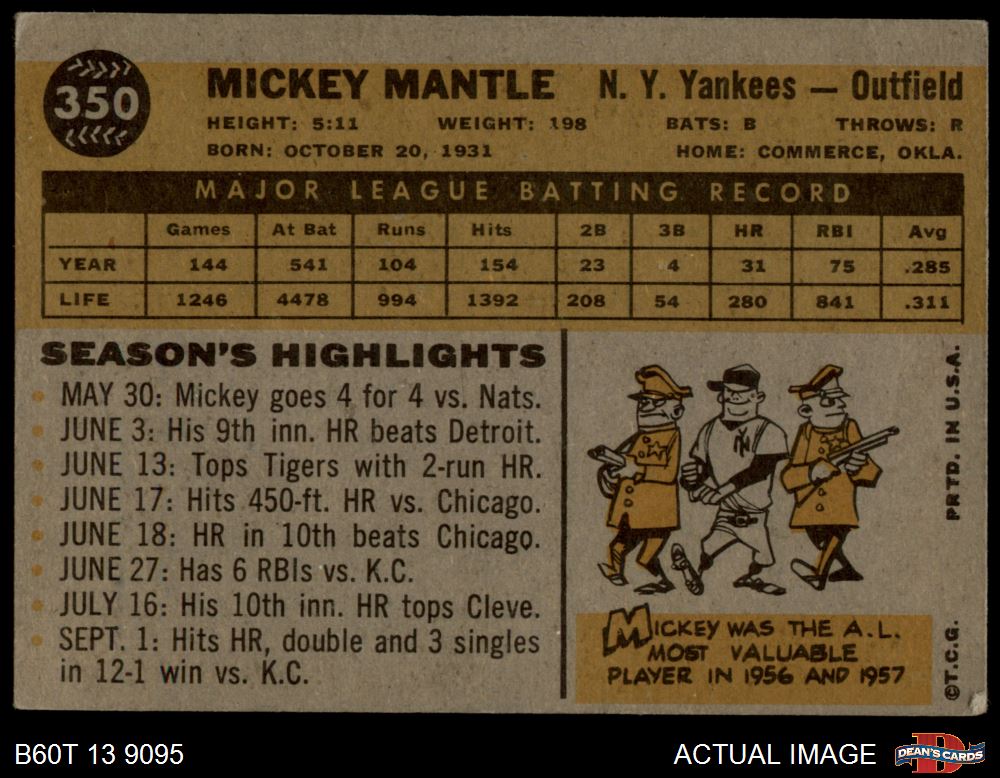 350
MICKEY MANTLE N. Y. Yankees — Outfield
HEIGHT: 5:11 WEIGHT: 198 BATS: B THROWS: R
BORN: OCTOBER 20, 1931 HOME: COMMERCE, OKLA.
MAJOR LEAGUE BATTING RECORD
Games At Bat Runs Hits 2B 3B HR RBI Avg
YEAR 144 541 104 154 23 4 31 75 .285
LIFE 1246 4478 994 1392 208 54 280 841 .311
SEASON'S HIGHLIGHTS
MAY 30: Mickey goes 4 for 4 vs. Nats.
JUNE 3: His 9th inn. HR beats Detroit.
JUNE 13: Tops Tigers with 2-run HR.
JUNE 17: Hits 450-ft. HR vs. Chicago.
JUNE 18: HR in 10th beats Chicago.
JUNE 27: Has 6 RBIs vs. K.C.
JULY 16: His 10th inn. HR tops Cleve.
SEPT. 1: Hits HR, double and 3 singles
in 12-1 win vs. K.C.
NY
MICKEY WAS THE A.L.
MOST VALUABLE
PLAYER IN 1956 AND 1957
©T.C.G. PRTD. IN U.S.A.
B60T 13 9095 ACTUAL IMAGE
D
DEAN'S CARDS